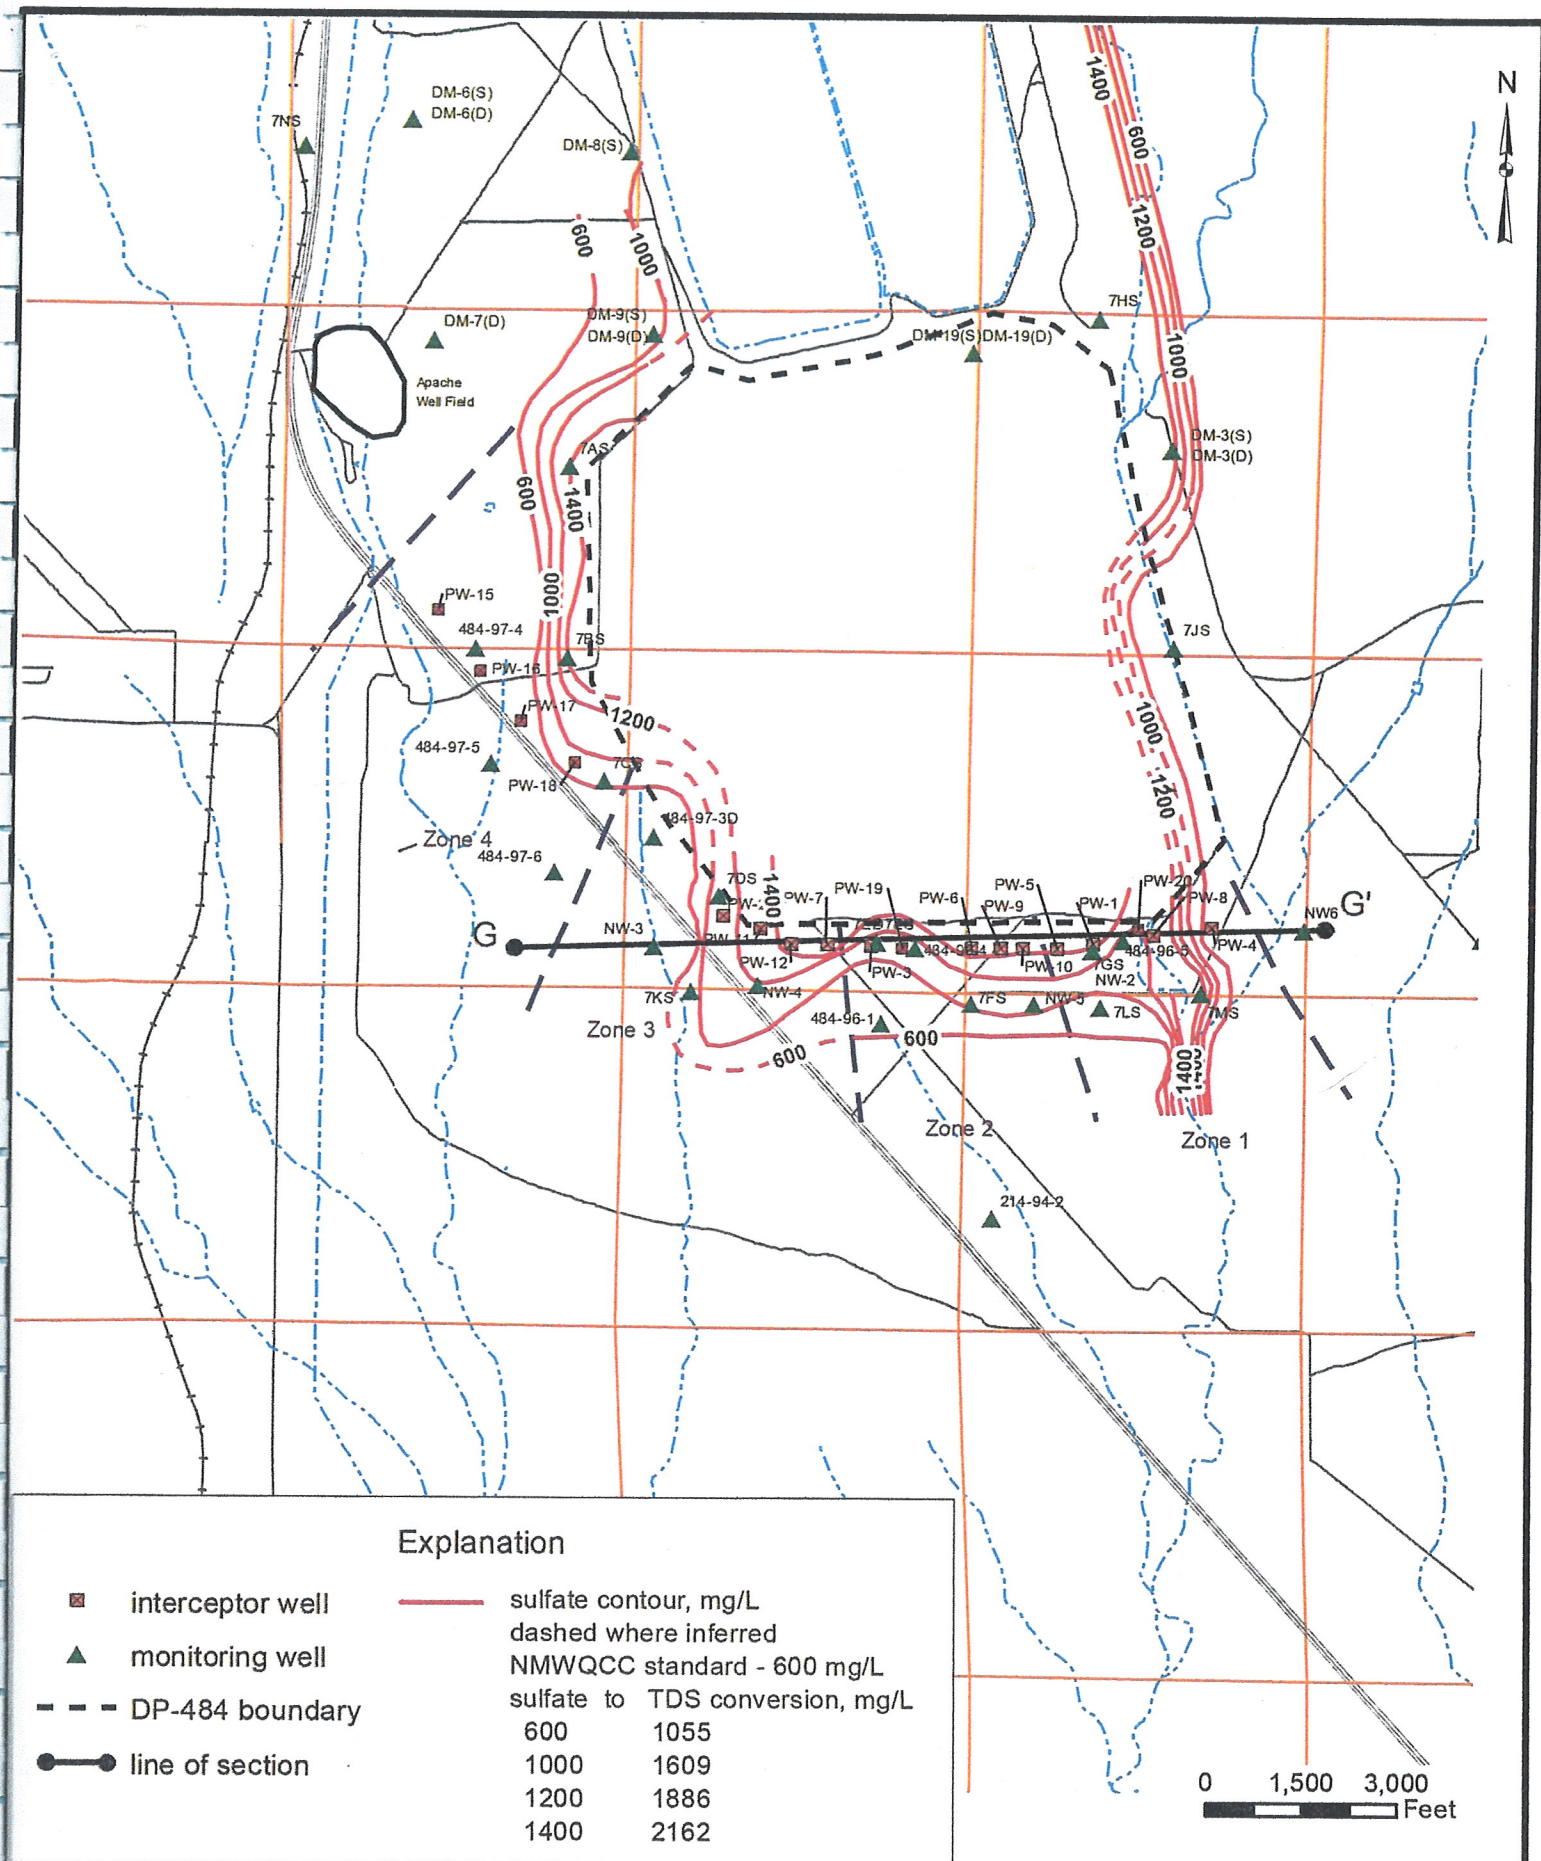 N
DM-6(S)
DM-6(D)
7NS
DM-8(S)
1400
600
1200
600
1000
7HS
DM-7(D)
DM-9(S)
DM-9(D)
DM-19(S)
DM-19(D)
1000
Apache
Well Field
DM-3(S)
DM-3(D)
7AS
600
1400
1000
PW-15
484-97-4
7BS
7JS
PW-16
PW-17
1200
1000
484-97-5
PW-18
1200
484-97-3D
Zone 4
484-97-6
7DS
1400
PW-7
PW-19
PW-6
PW-5
PW-9
PW-1
PW-20
PW-8
G
NW-3
NW6
G'
PW-12
PW-3
PW-10
484-96-5
PW-4
7GS
NW-2
7KS
NW-4
7FS
NW-5
7LS
7MS
Zone 3
484-96-1
600
600
1400
Zone 2
Zone 1
214-94-2
Explanation
interceptor well
monitoring well
DP-484 boundary
line of section
sulfate contour, mg/L
dashed where inferred
NMWQCC standard - 600 mg/L
sulfate to TDS conversion, mg/L
600 1055
1000 1609
1200 1886
1400 2162
0 1,500 3,000
Feet